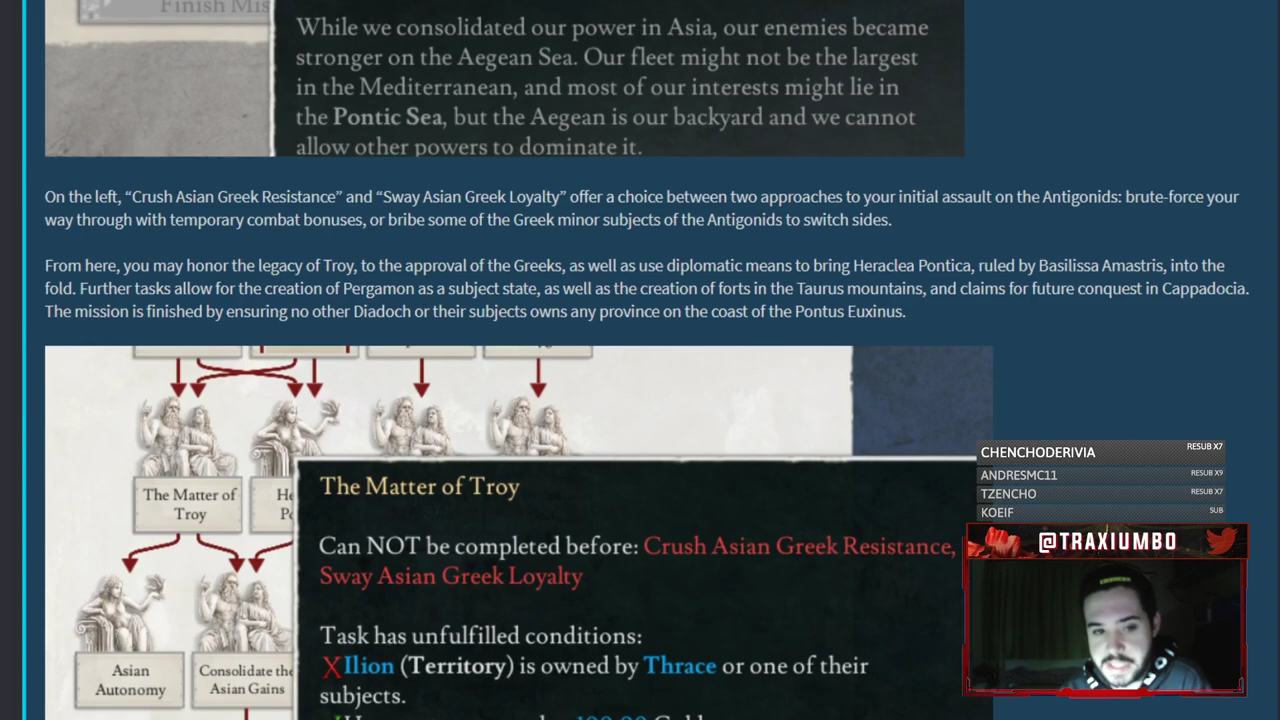 Finish Mis
While we consolidated our power in Asia, our enemies became
stronger on the Aegean Sea. Our fleet might not be the largest
in the Mediterranean, and most of our interests might lie in
the Pontic Sea, but the Aegean is our backyard and we cannot
allow other powers to dominate it.
On the left, “Crush Asian Greek Resistance” and “Sway Asian Greek Loyalty” offer a choice between two approaches to your initial assault on the Antigonids: brute-force your
way through with temporary combat bonuses, or bribe some of the Greek minor subjects of the Antigonids to switch sides.
From here, you may honor the legacy of Troy, to the approval of the Greeks, as well as use diplomatic means to bring Heraclea Pontica, ruled by Basilissa Amastris, into the
fold. Further tasks allow for the creation of Pergamon as a subject state, as well as the creation of forts in the Taurus mountains, and claims for future conquest in Cappadocia.
The mission is finished by ensuring no other Diadoch or their subjects owns any province on the coast of the Pontus Euxinus.
The Matter of
Troy
He
Po
Asian
Autonomy
Consolidate the
Asian Gains
The Matter of Troy
Can NOT be completed before: Crush Asian Greek Resistance,
Sway Asian Greek Loyalty
Task has unfulfilled conditions:
XIlion (Territory) is owned by Thrace or one of their
subjects.
CHENCHODERIVIA RESUB X7
ANDRESMC11 RESUB X9
TZENCHO RESUB X7
KOEIF SUB
@TRAXIUMBO